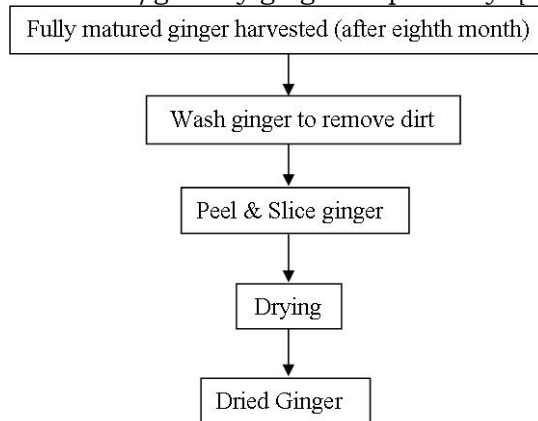 Fully matured ginger harvested (after eighth month)
Wash ginger to remove dirt
Peel & Slice ginger
Drying
Dried Ginger